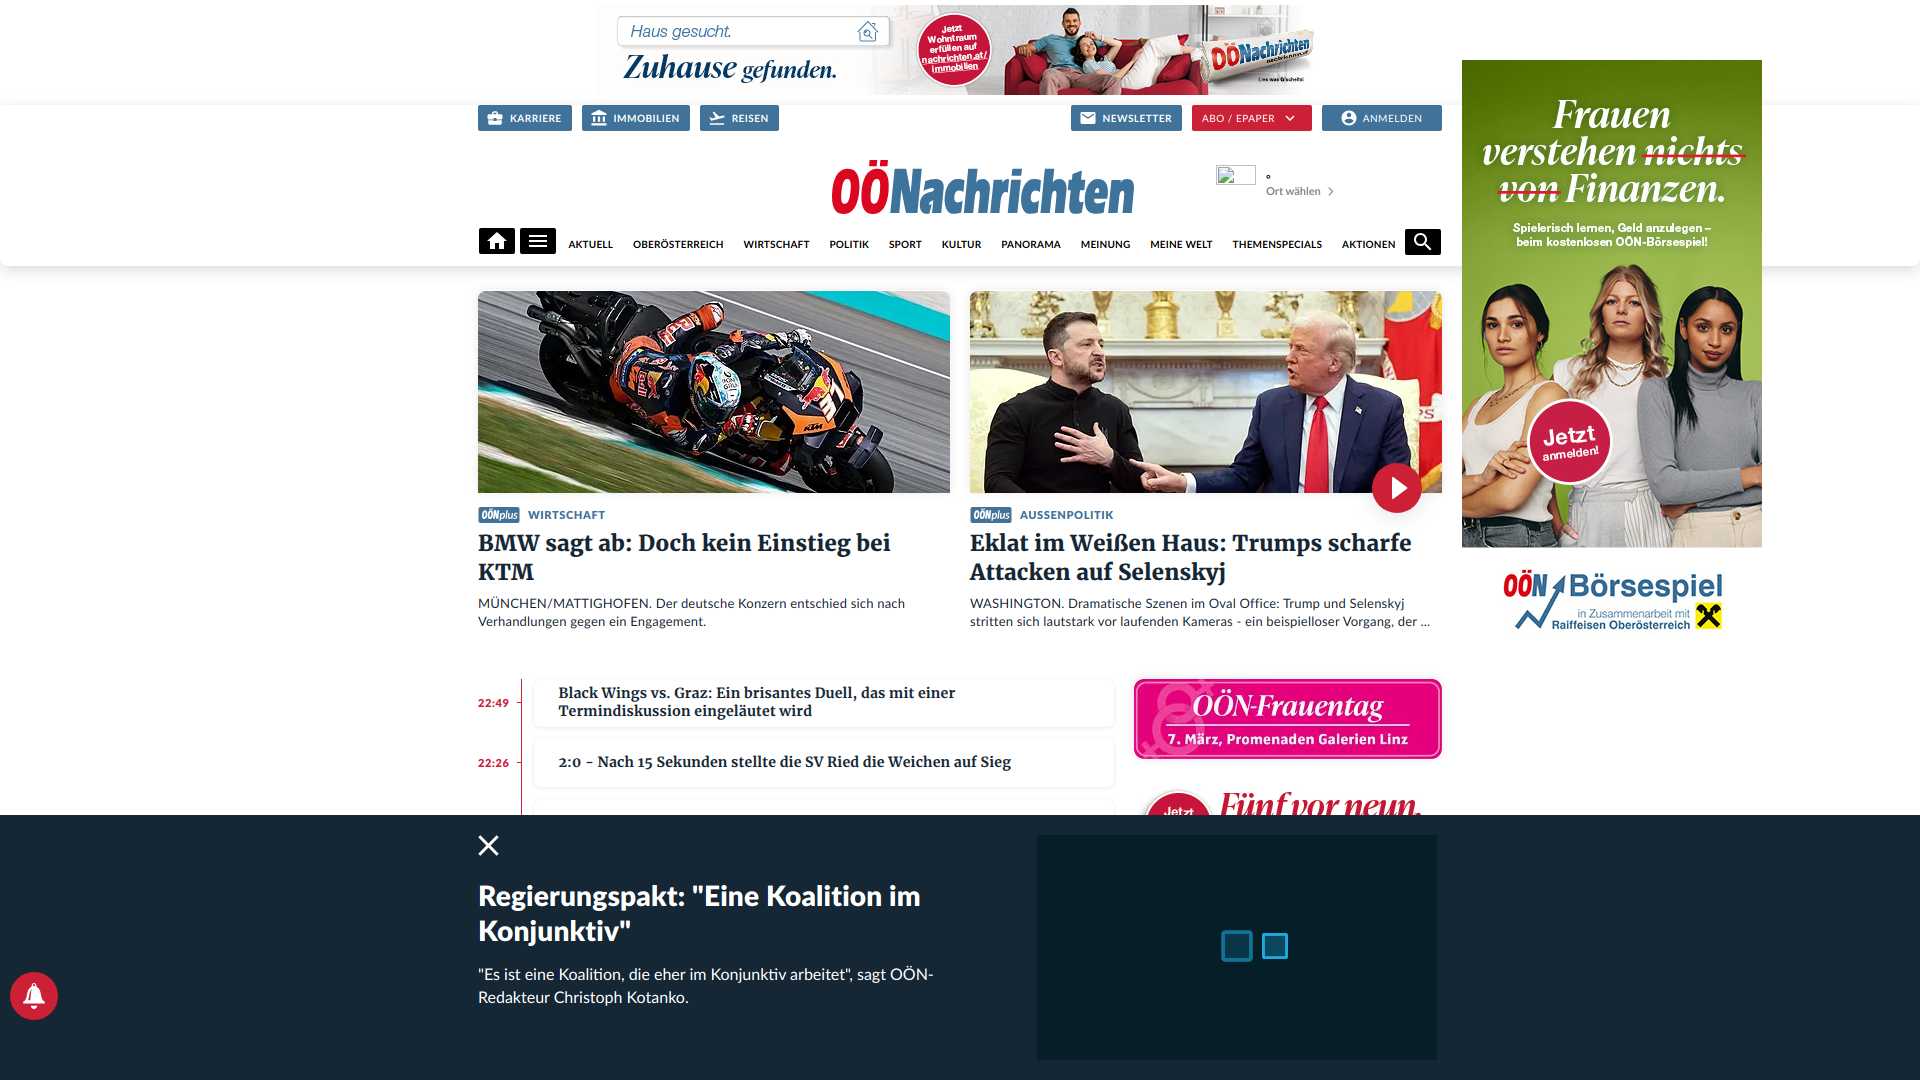 Haus gesucht.
Zuhause gefunden.
Jetzt
Wohntraum
erfüllen auf
nachrichten.at/
immobilien
OÖNachrichten
Lies was G'scheits!
KARRIERE
IMMOBILIEN
REISEN
NEWSLETTER
ABO / EPAPER
ANMELDEN
OÖNachrichten
°
Ort wählen
AKTUELL
OBERÖSTERREICH
WIRTSCHAFT
POLITIK
SPORT
KULTUR
PANORAMA
MEINUNG
MEINE WELT
THEMENSPECIALS
AKTIONEN
Frauen
verstehen nichts
von Finanzen.
Spielerisch lernen, Geld anzulegen –
beim kostenlosen OÖN-Börsespiel!
Jetzt
anmelden!
OÖN Börsespiel
in Zusammenarbeit mit
Raiffeisen Oberösterreich
Red Bull
37
KTM
OÖNplus WIRTSCHAFT
BMW sagt ab: Doch kein Einstieg bei
KTM
MÜNCHEN/MATTIGHOFEN. Der deutsche Konzern entschied sich nach
Verhandlungen gegen ein Engagement.
OÖNplus AUSSENPOLITIK
Eklat im Weißen Haus: Trumps scharfe
Attacken auf Selenskyj
WASHINGTON. Dramatische Szenen im Oval Office: Trump und Selenskyj
stritten sich lautstark vor laufenden Kameras - ein beispielloser Vorgang, der ...
22:49
Black Wings vs. Graz: Ein brisantes Duell, das mit einer
Termindiskussion eingeläutet wird
22:26
2:0 - Nach 15 Sekunden stellte die SV Ried die Weichen auf Sieg
OÖN-Frauentag
7. März, Promenaden Galerien Linz
Jetzt
Fünf vor neun.
Regierungspakt: "Eine Koalition im
Konjunktiv"
"Es ist eine Koalition, die eher im Konjunktiv arbeitet", sagt OÖN-
Redakteur Christoph Kotanko.